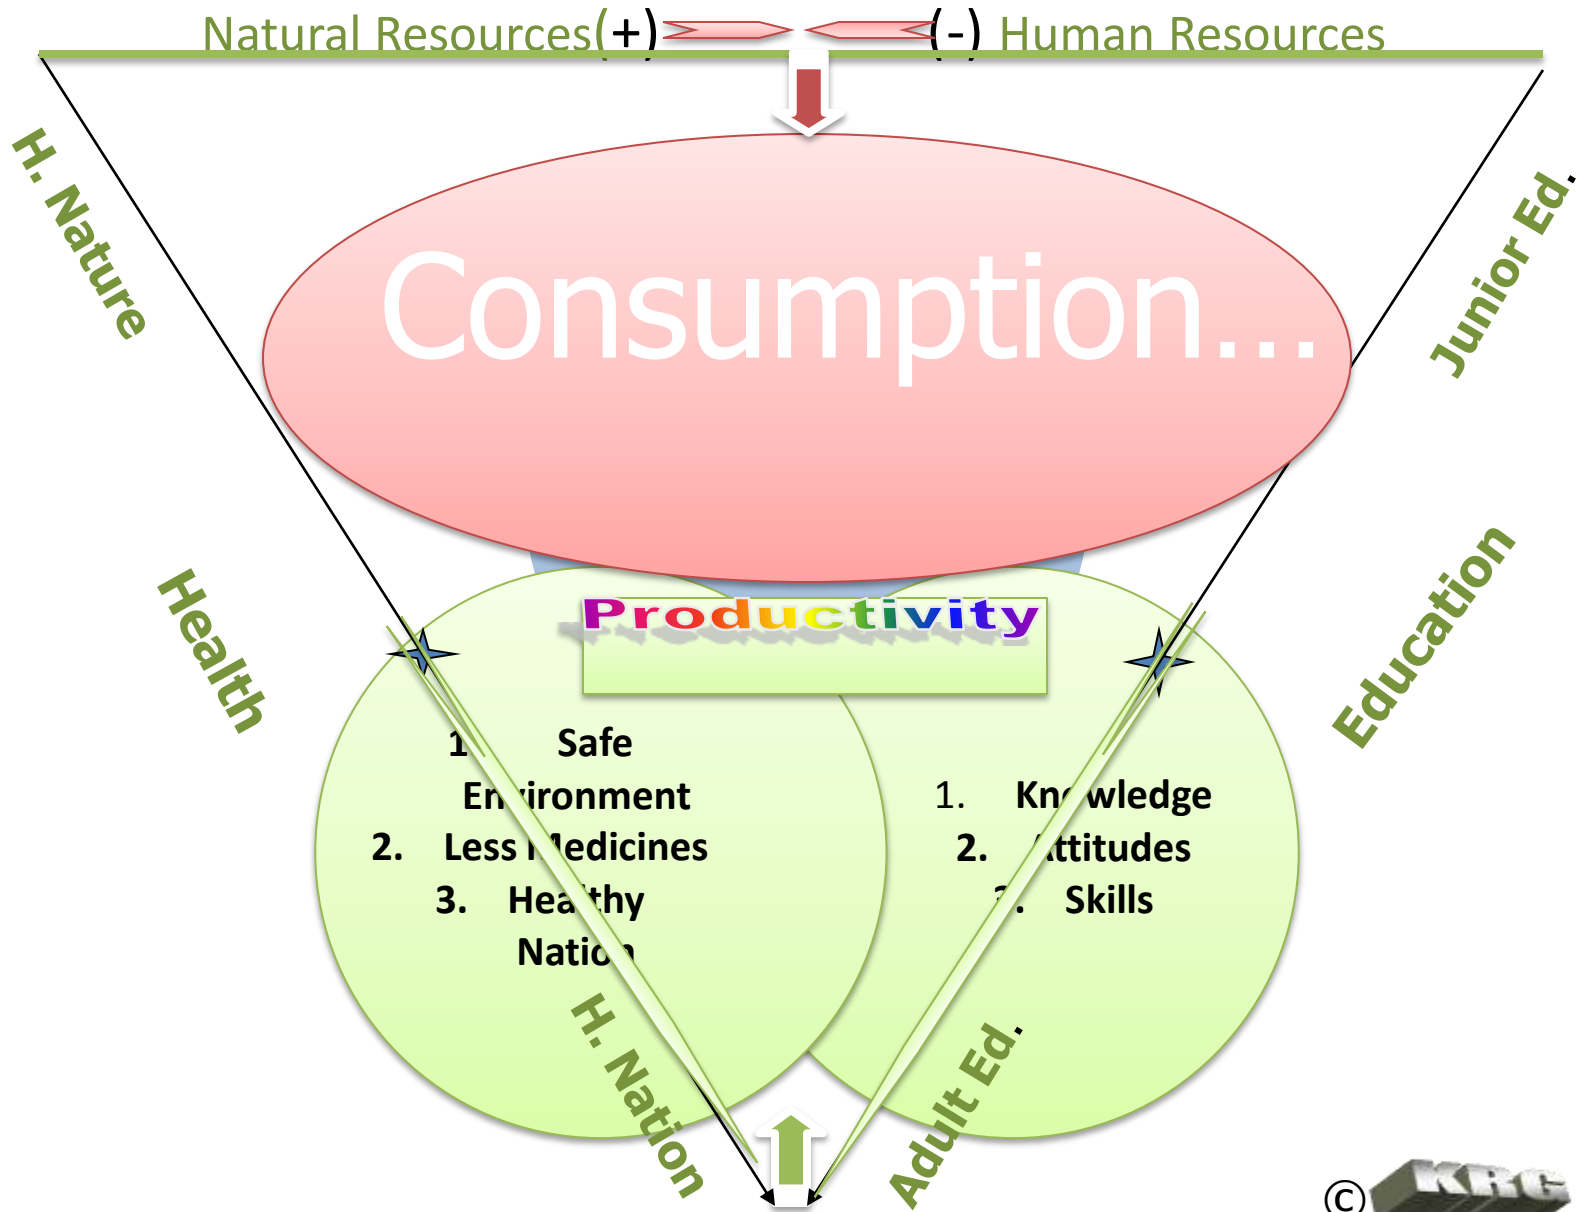 Natural Resources(+) (-) Human Resources
H. Nature
Junior Ed.
Consumption...
Health
Education
Productivity
1. Safe
Environment
2. Less Medicines
3. Healthy
Nation
1. Knowledge
2. Attitudes
3. Skills
H. Nation
Adult Ed.
© KRC